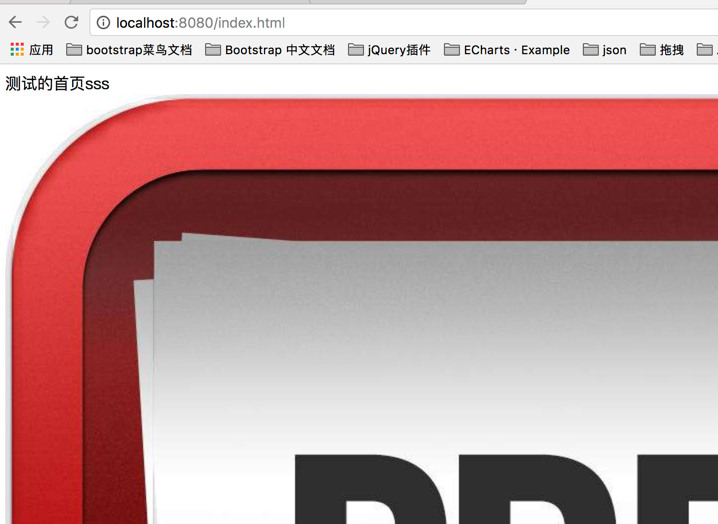 localhost:8080/index.html
应用 bootstrap菜鸟文档 Bootstrap 中文文档 jQuery插件 ECharts · Example json 拖拽
测试的首页sss